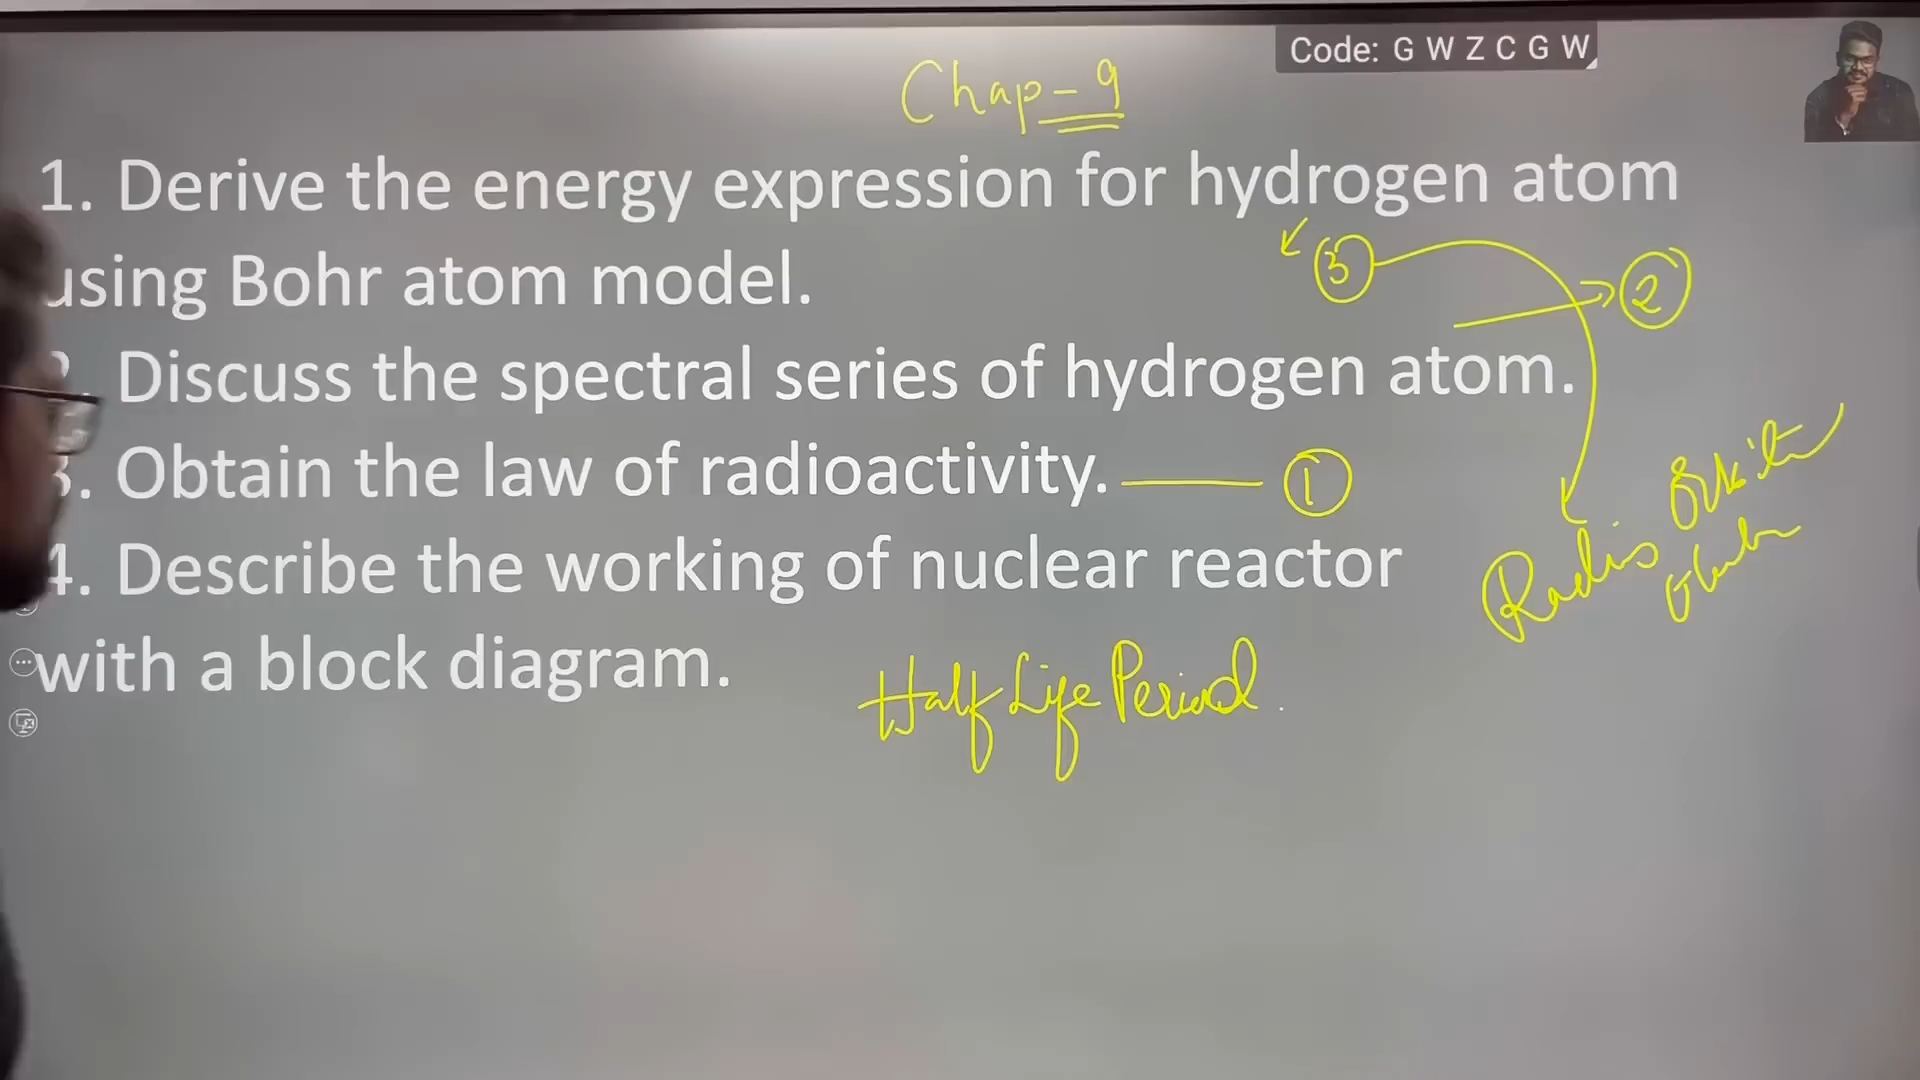 Code: G W Z C G W
Chap-9
1. Derive the energy expression for hydrogen atom
using Bohr atom model.
3
2
Discuss the spectral series of hydrogen atom.
3. Obtain the law of radioactivity. — 1
4. Describe the working of nuclear reactor
with a block diagram.
Half Life Period